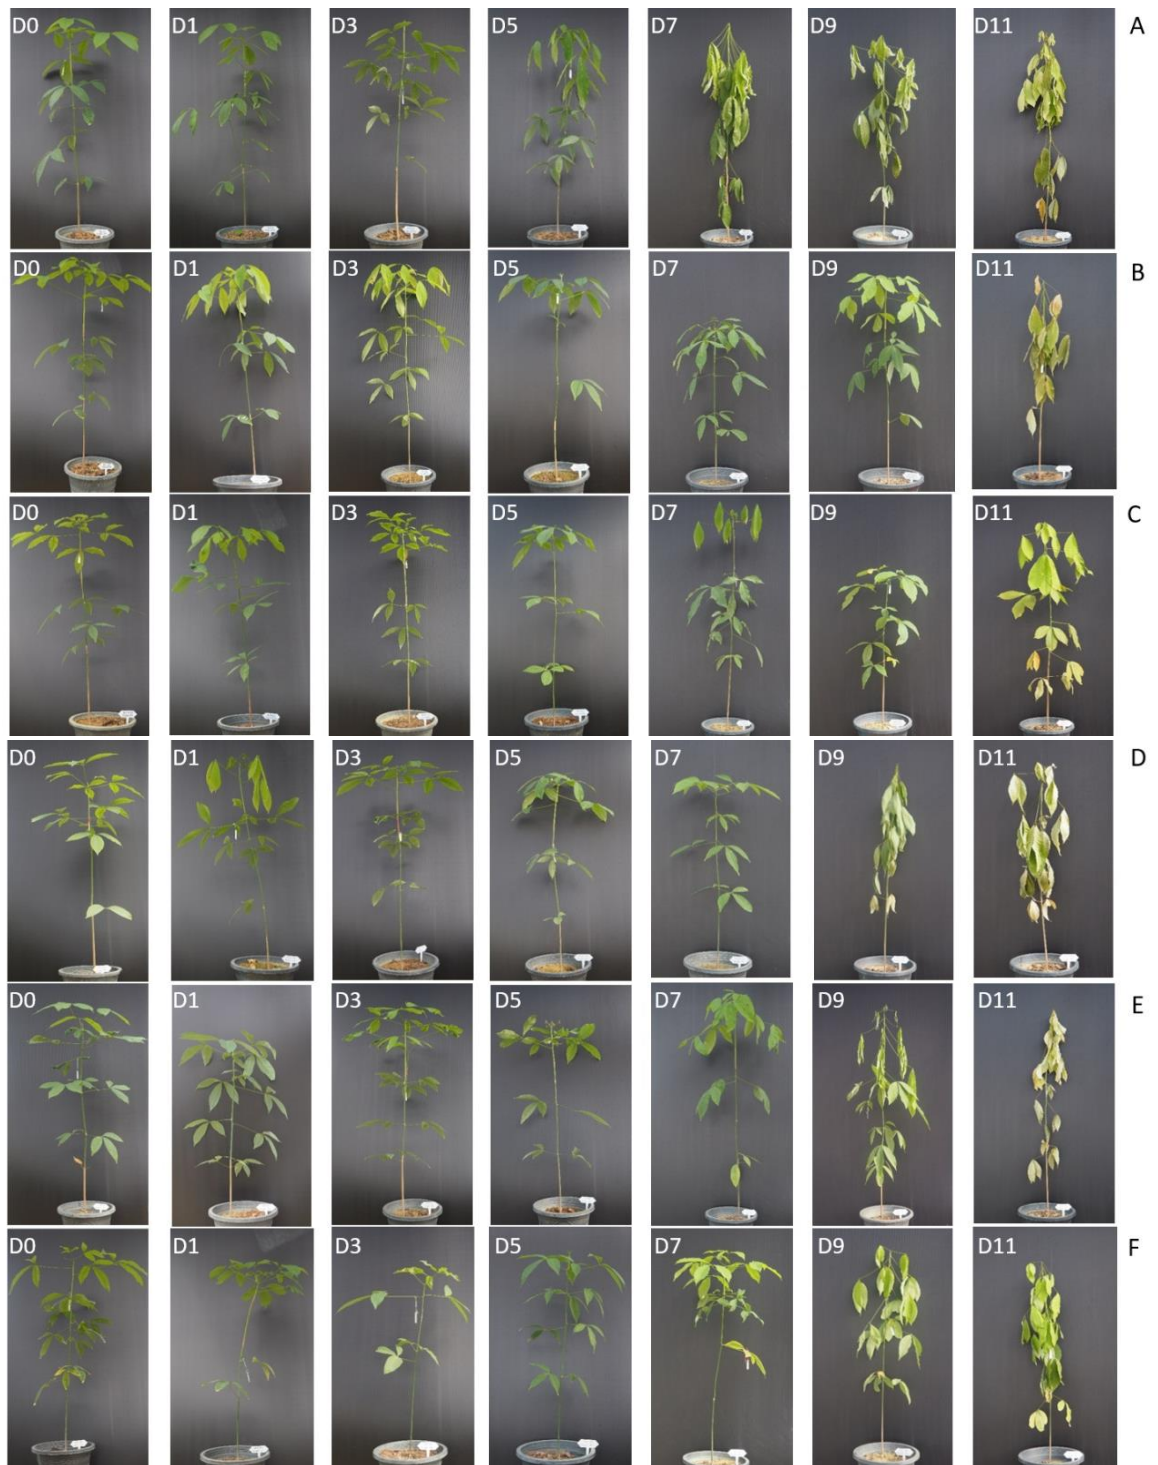 D0 D1 D3 D5 D7 D9 D11 A
D0 D1 D3 D5 D7 D9 D11 B
D0 D1 D3 D5 D7 D9 D11 C
D0 D1 D3 D5 D7 D9 D11 D
D0 D1 D3 D5 D7 D9 D11 E
D0 D1 D3 D5 D7 D9 D11 F